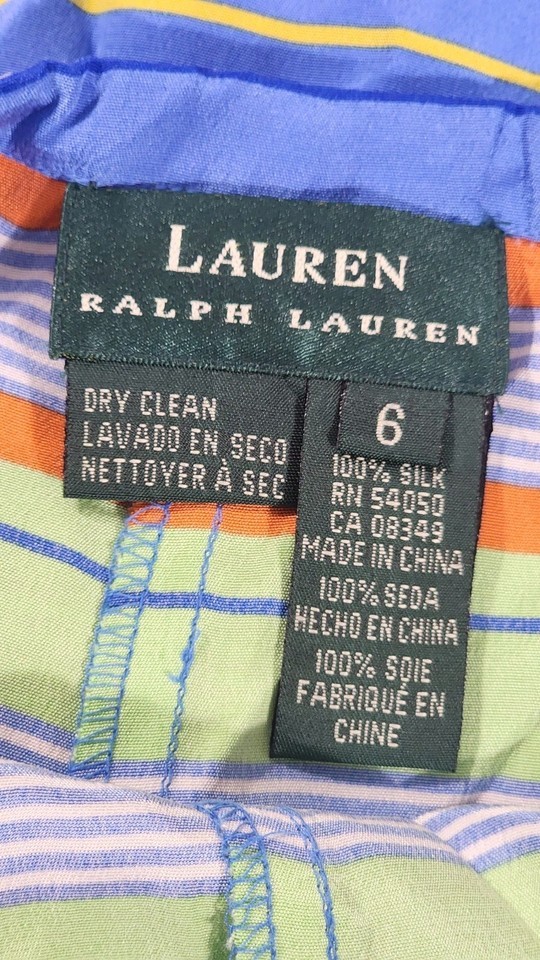 LAUREN
RALPH LAUREN
DRY CLEAN
LAVADO EN SECO
NETTOYER À SEC
6
100% SILK
RN 54050
CA 08349
MADE IN CHINA
100% SEDA
HECHO EN CHINA
100% SOIE
FABRIQUÉ EN
CHINE